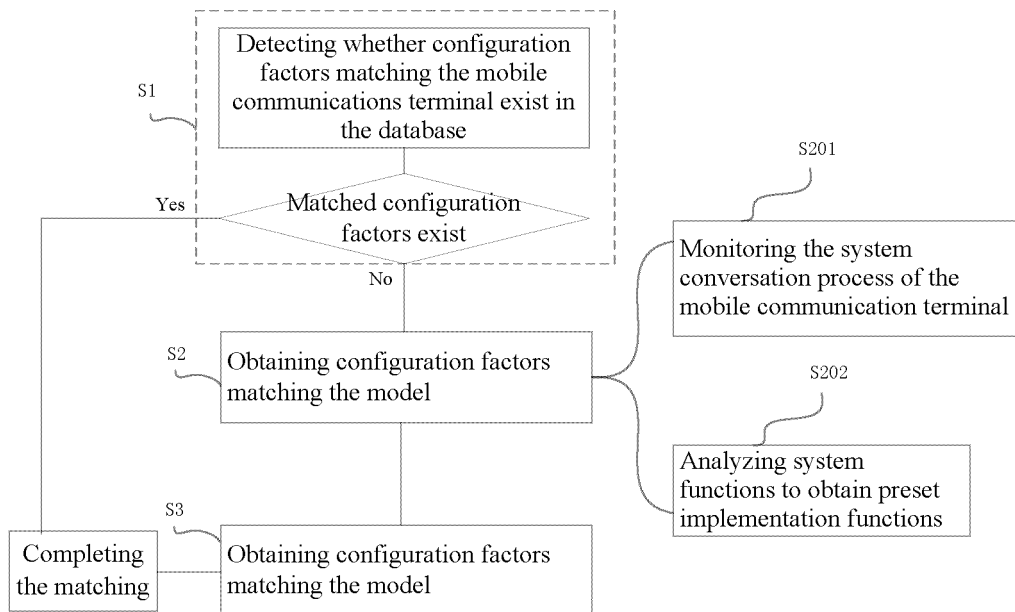 Detecting whether configuration
factors matching the mobile
communications terminal exist in
the database
S1
Yes
Matched configuration
factors exist
No
S201
Monitoring the system
conversation process of the
mobile communication terminal
S2
Obtaining configuration factors
matching the model
S202
Analyzing system
functions to obtain preset
implementation functions
S3
Obtaining configuration factors
matching the model
Completing
the matching